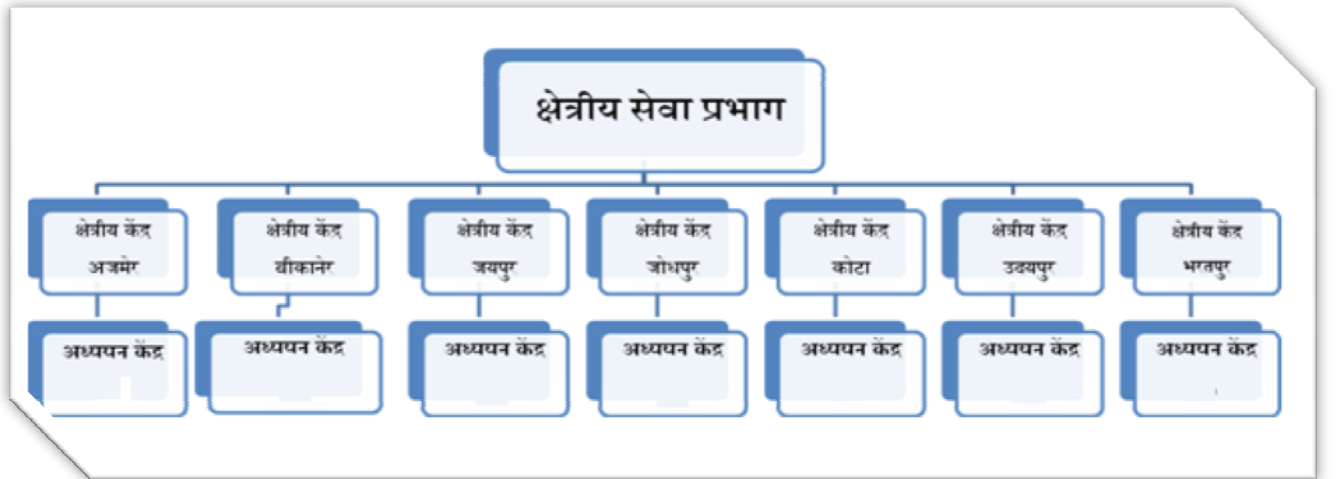 क्षेत्रीय सेवा प्रभाग
क्षेत्रीय केंद्र
अजमेर
क्षेत्रीय केंद्र
बीकानेर
क्षेत्रीय केंद्र
जयपुर
क्षेत्रीय केंद्र
जोधपुर
क्षेत्रीय केंद्र
कोटा
क्षेत्रीय केंद्र
उदयपुर
क्षेत्रीय केंद्र
भरतपुर
अध्ययन केंद्र
अध्ययन केंद्र
अध्ययन केंद्र
अध्ययन केंद्र
अध्ययन केंद्र
अध्ययन केंद्र
अध्ययन केंद्र